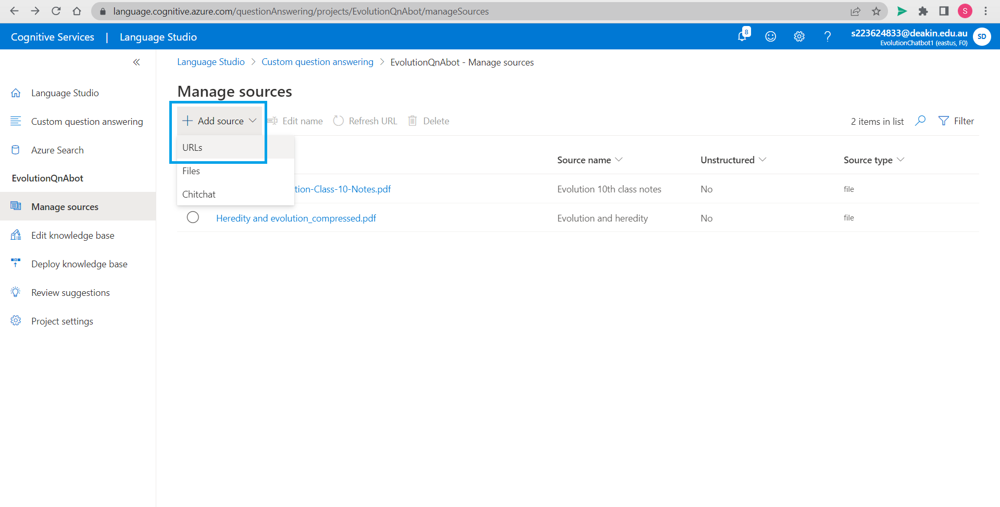 language.cognitive.azure.com/questionAnswering/projects/EvolutionQnAbot/manageSources
S
Cognitive Services | Language Studio
8
?
s223624833@deakin.edu.au
EvolutionChatbot1 (eastus, F0)
SD
Language Studio > Custom question answering > EvolutionQnAbot - Manage sources
Language Studio
Custom question answering
Azure Search
EvolutionQnAbot
Manage sources
Edit knowledge base
Deploy knowledge base
Review suggestions
Project settings
Manage sources
Add source
Edit name
Refresh URL
Delete
2 items in list
Filter
URLs
Files
Chitchat
Source name
Unstructured
Source type
tion-Class-10-Notes.pdf
Evolution 10th class notes
No
file
Heredity and evolution_compressed.pdf
Evolution and heredity
No
file